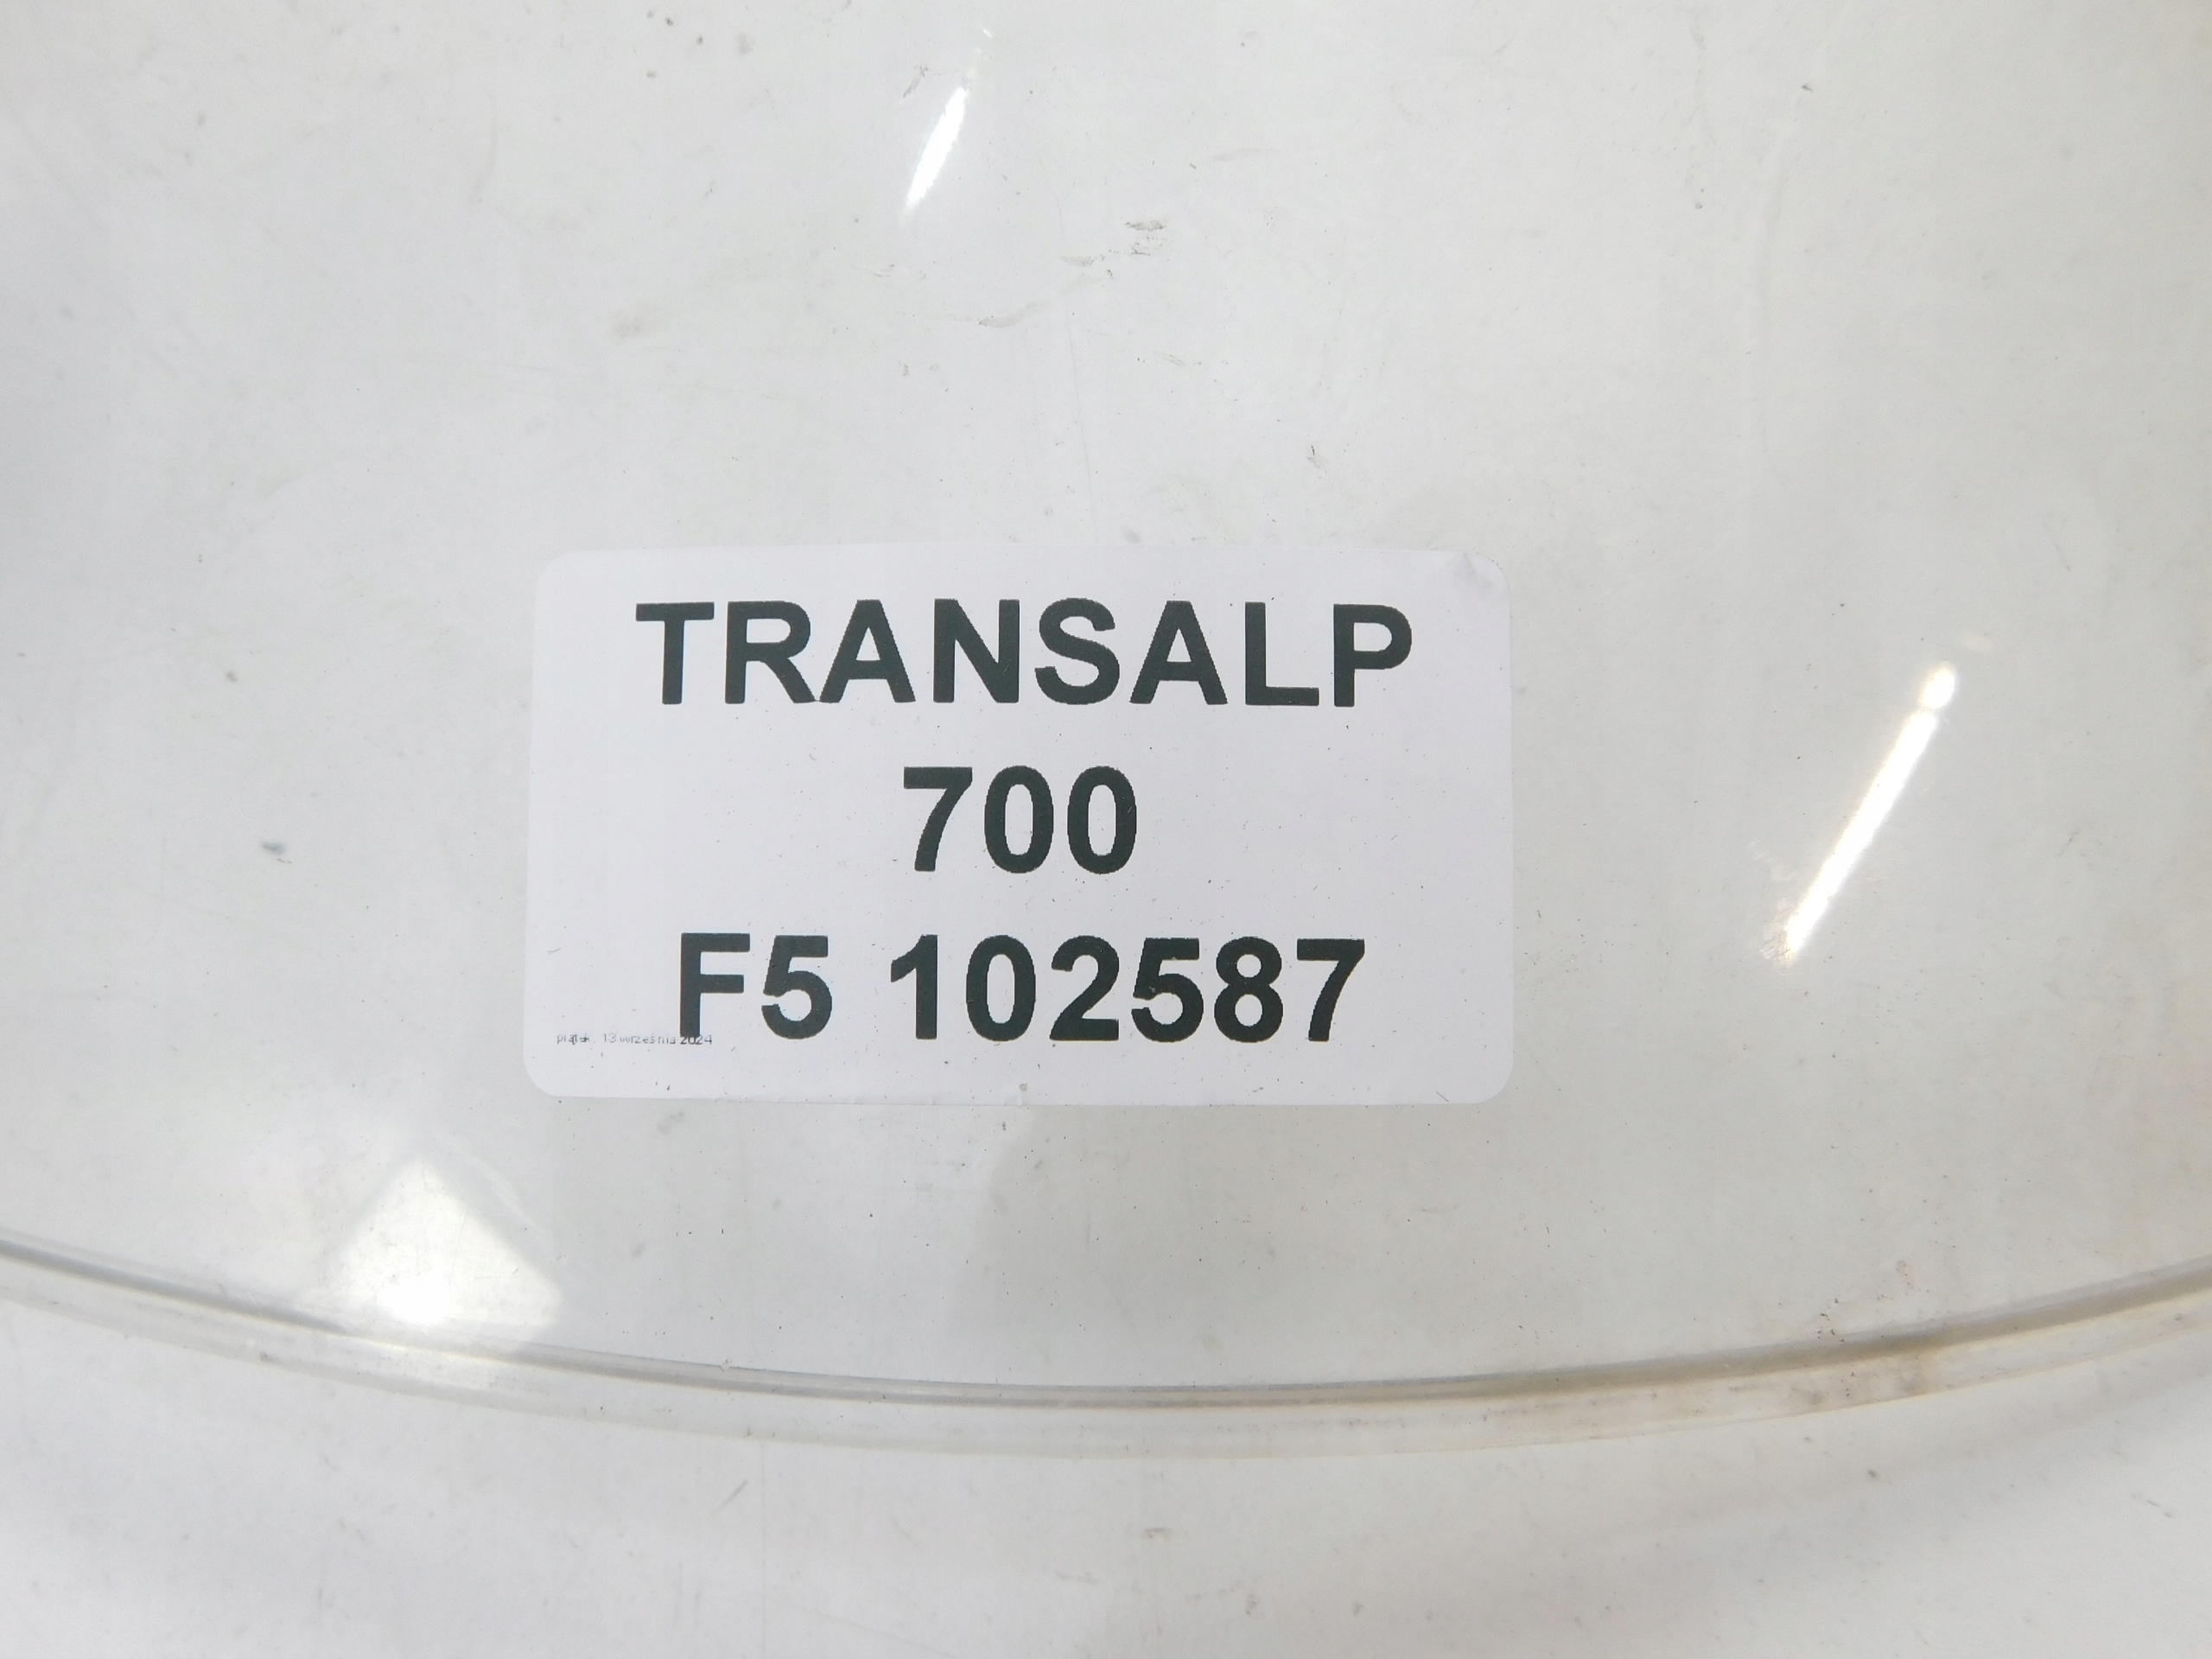 TRANSALP
700
F5 102587
piątek, 13 września 2024